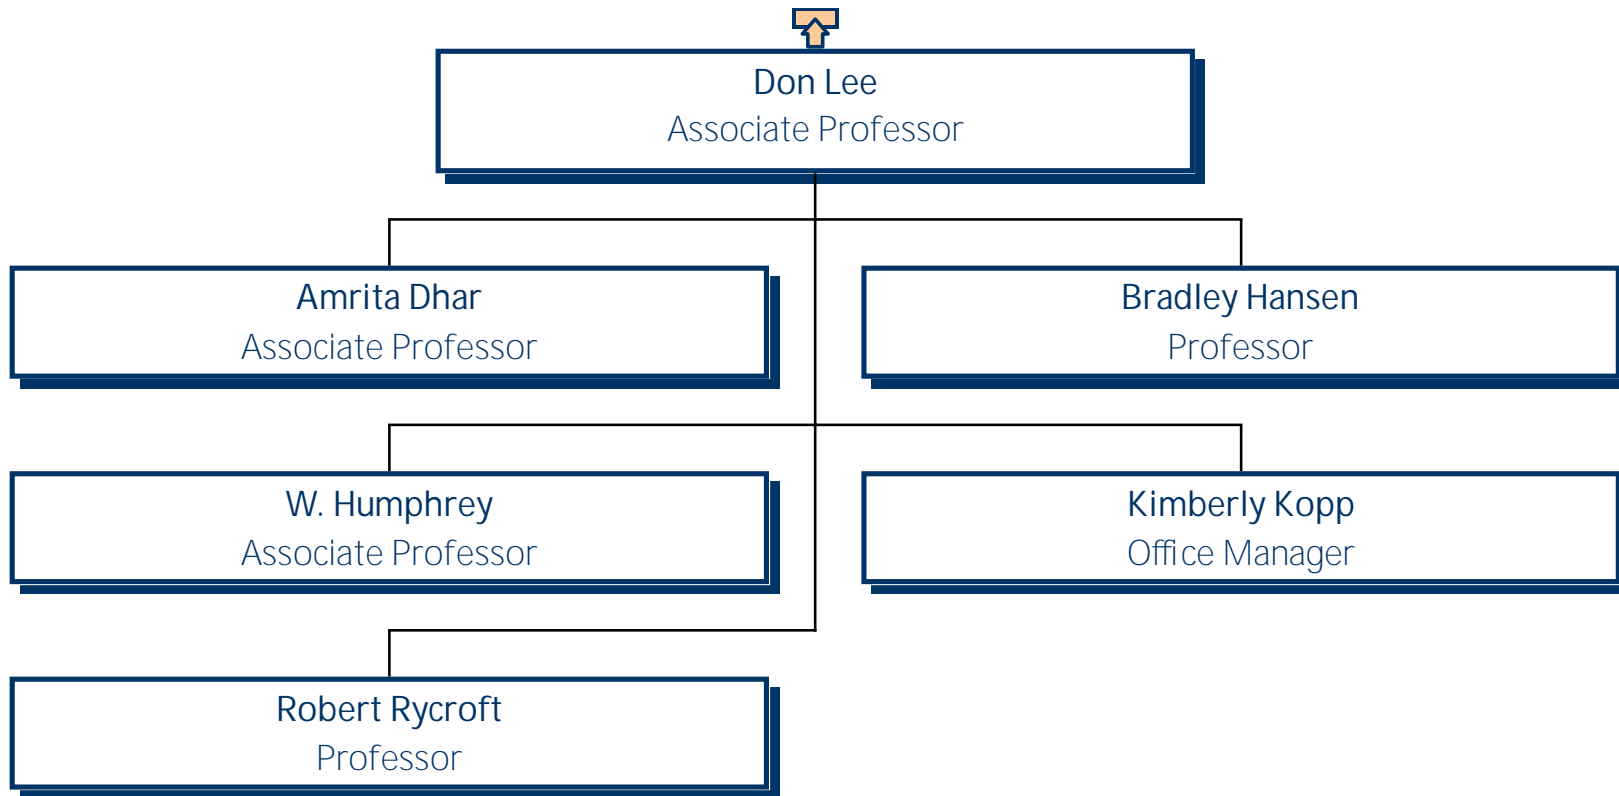 Don Lee
Associate Professor
Amrita Dhar
Associate Professor
Bradley Hansen
Professor
W. Humphrey
Associate Professor
Kimberly Kopp
Office Manager
Robert Rycroft
Professor